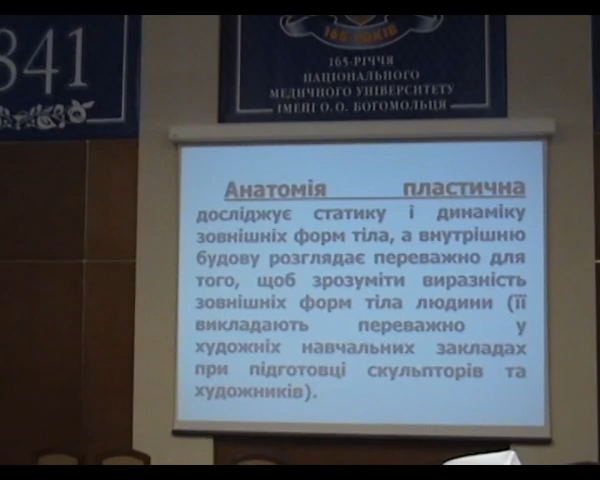 841
165 РОКІВ
165-РІЧЧЯ
НАЦІОНАЛЬНОГО
МЕДИЧНОГО УНІВЕРСИТЕТУ
ІМЕНІ О. О. БОГОМОЛЬЦЯ
Анатомія пластична
досліджує статику і динаміку
зовнішніх форм тіла, а внутрішню
будову розглядає переважно для
того, щоб зрозуміти виразність
зовнішніх форм тіла людини (її
викладають переважно у
художніх навчальних закладах
при підготовці скульпторів та
художників).